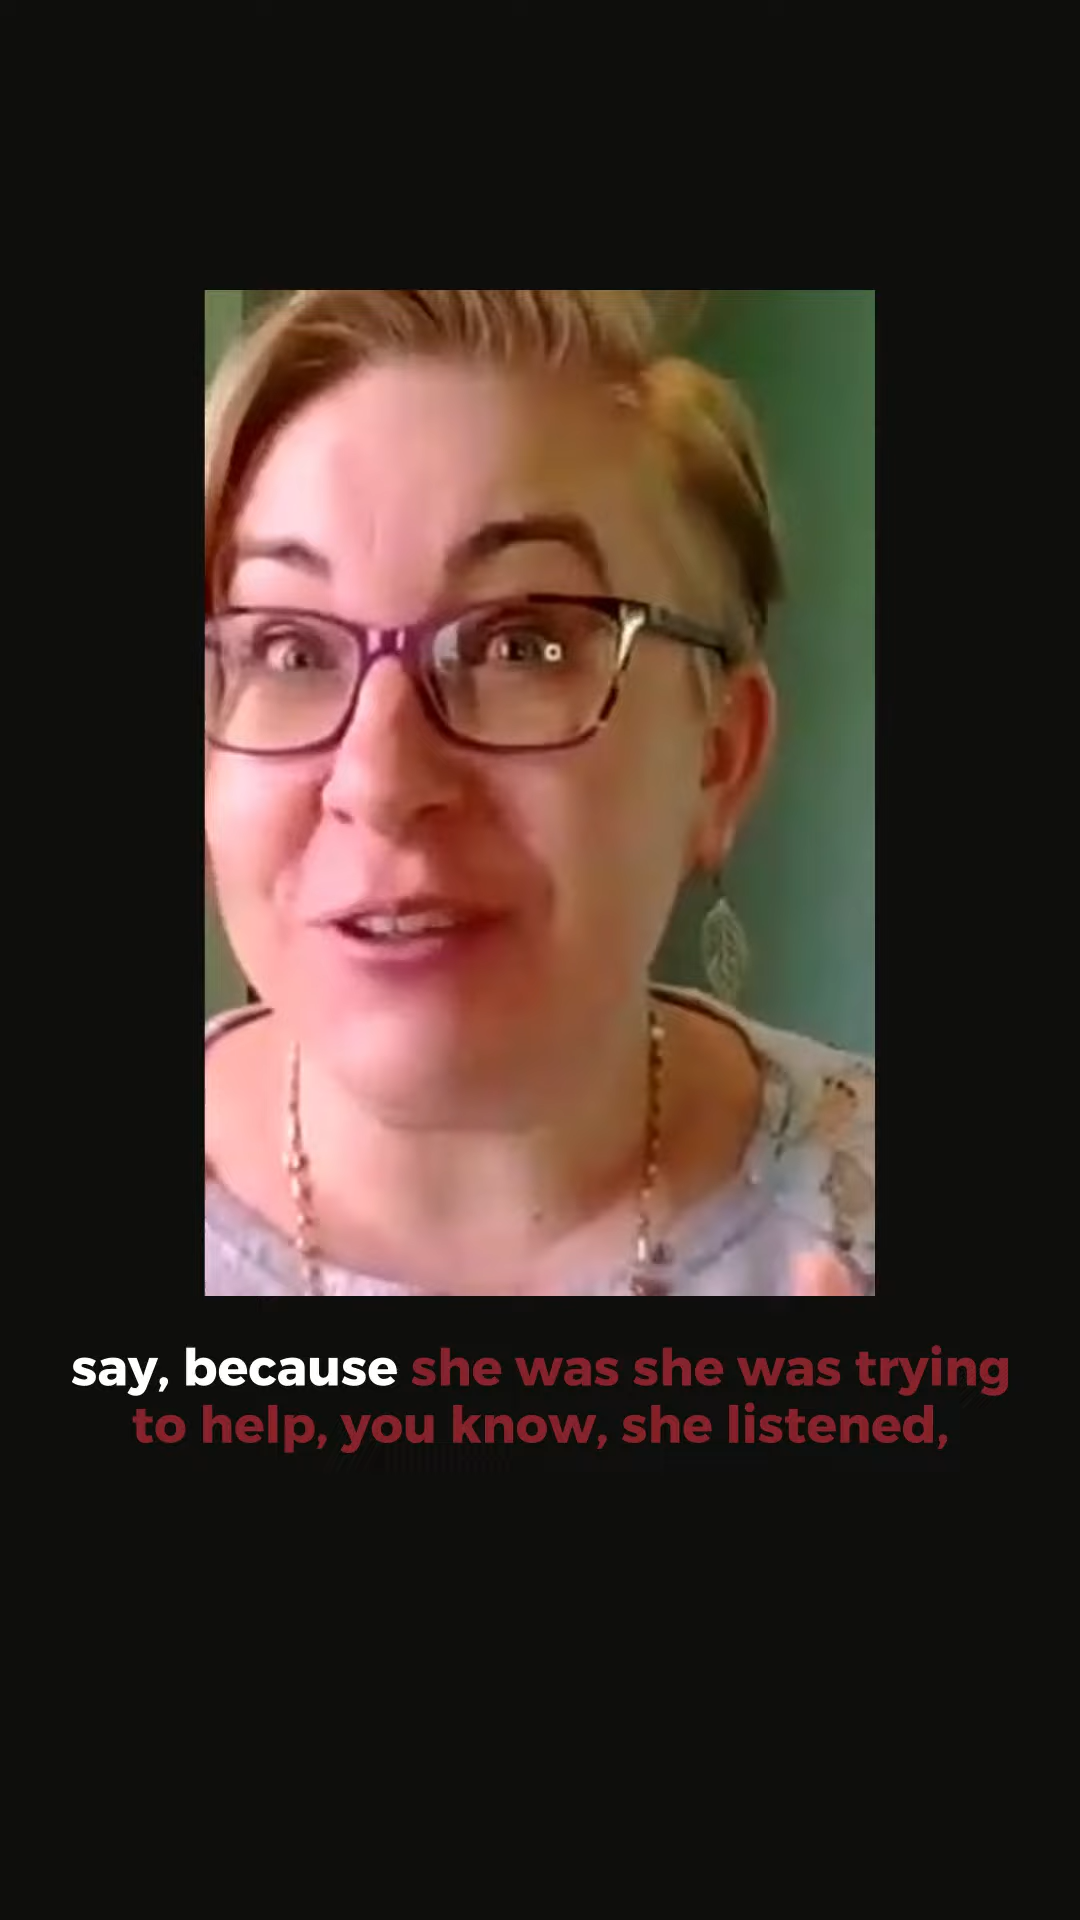 say, because she was she was trying
to help, you know, she listened,